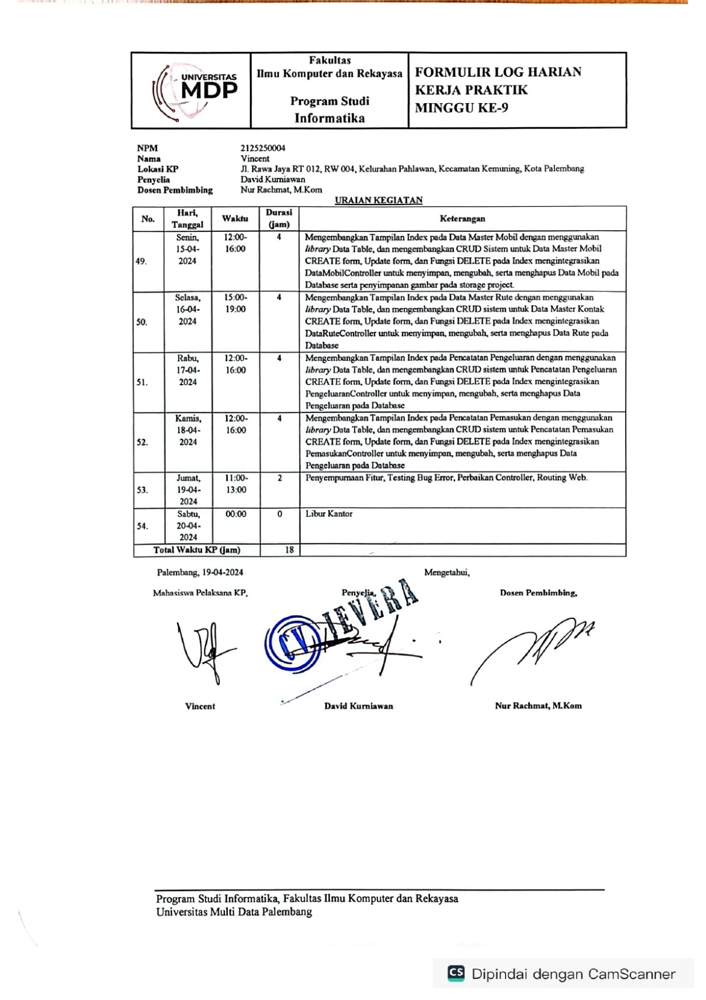 UNIVERSITAS
MDP
Fakultas
Ilmu Komputer dan Rekayasa
Program Studi
Informatika
FORMULIR LOG HARIAN
KERJA PRAKTIK
MINGGU KE-9
NPM 2125250004
Nama Vincent
Lokasi KP Jl. Rawa Jaya RT 012, RW 004, Kelurahan Pahlawan, Kecamatan Kemuning, Kota Palembang
Penyelia David Kurniawan
Dosen Pembimbing Nur Rachmat, M.Kom
URAIAN KEGIATAN
No. Hari, Tanggal Waktu Durasi (jam) Keterangan
49. Senin, 15-04-2024 12:00-16:00 4
Mengembangkan Tampilan Index pada Data Master Mobil dengan menggunakan
library Data Table, dan mengembangkan CRUD Sistem untuk Data Master Mobil
CREATE form, Update form, dan Fungsi DELETE pada Index mengintegrasikan
DataMobilController untuk menyimpan, mengubah, serta menghapus Data Mobil pada
Database serta penyimpanan gambar pada storage project.
50. Selasa, 16-04-2024 15:00-19:00 4
Mengembangkan Tampilan Index pada Data Master Rute dengan menggunakan
library Data Table, dan mengembangkan CRUD sistem untuk Data Master Kontak
CREATE form, Update form, dan Fungsi DELETE pada Index mengintegrasikan
DataRuteController untuk menyimpan, mengubah, serta menghapus Data Rute pada
Database
51. Rabu, 17-04-2024 12:00-16:00 4
Mengembangkan Tampilan Index pada Pencatatan Pengeluaran dengan menggunakan
library Data Table, dan mengembangkan CRUD sistem untuk Pencatatan Pengeluaran
CREATE form, Update form, dan Fungsi DELETE pada Index mengintegrasikan
PengeluaranController untuk menyimpan, mengubah, serta menghapus Data
Pengeluaran pada Database
52. Kamis, 18-04-2024 12:00-16:00 4
Mengembangkan Tampilan Index pada Pencatatan Pemasukan dengan menggunakan
library Data Table, dan mengembangkan CRUD sistem untuk Pencatatan Pemasukan
CREATE form, Update form, dan Fungsi DELETE pada Index mengintegrasikan
PemasukanController untuk menyimpan, mengubah, serta menghapus Data
Pengeluaran pada Database
53. Jumat, 19-04-2024 11:00-13:00 2 Penyempurnaan Fitur, Testing Bug Error, Perbaikan Controller, Routing Web.
54. Sabtu, 20-04-2024 00:00 0 Libur Kantor
Total Waktu KP (jam) 18
Palembang, 19-04-2024 Mengetahui,
Mahasiswa Pelaksana KP, Penyelia, Dosen Pembimbing,
CV JEVERA
Vincent David Kurniawan Nur Rachmat, M.Kom
Program Studi Informatika, Fakultas Ilmu Komputer dan Rekayasa
Universitas Multi Data Palembang
CS Dipindai dengan CamScanner